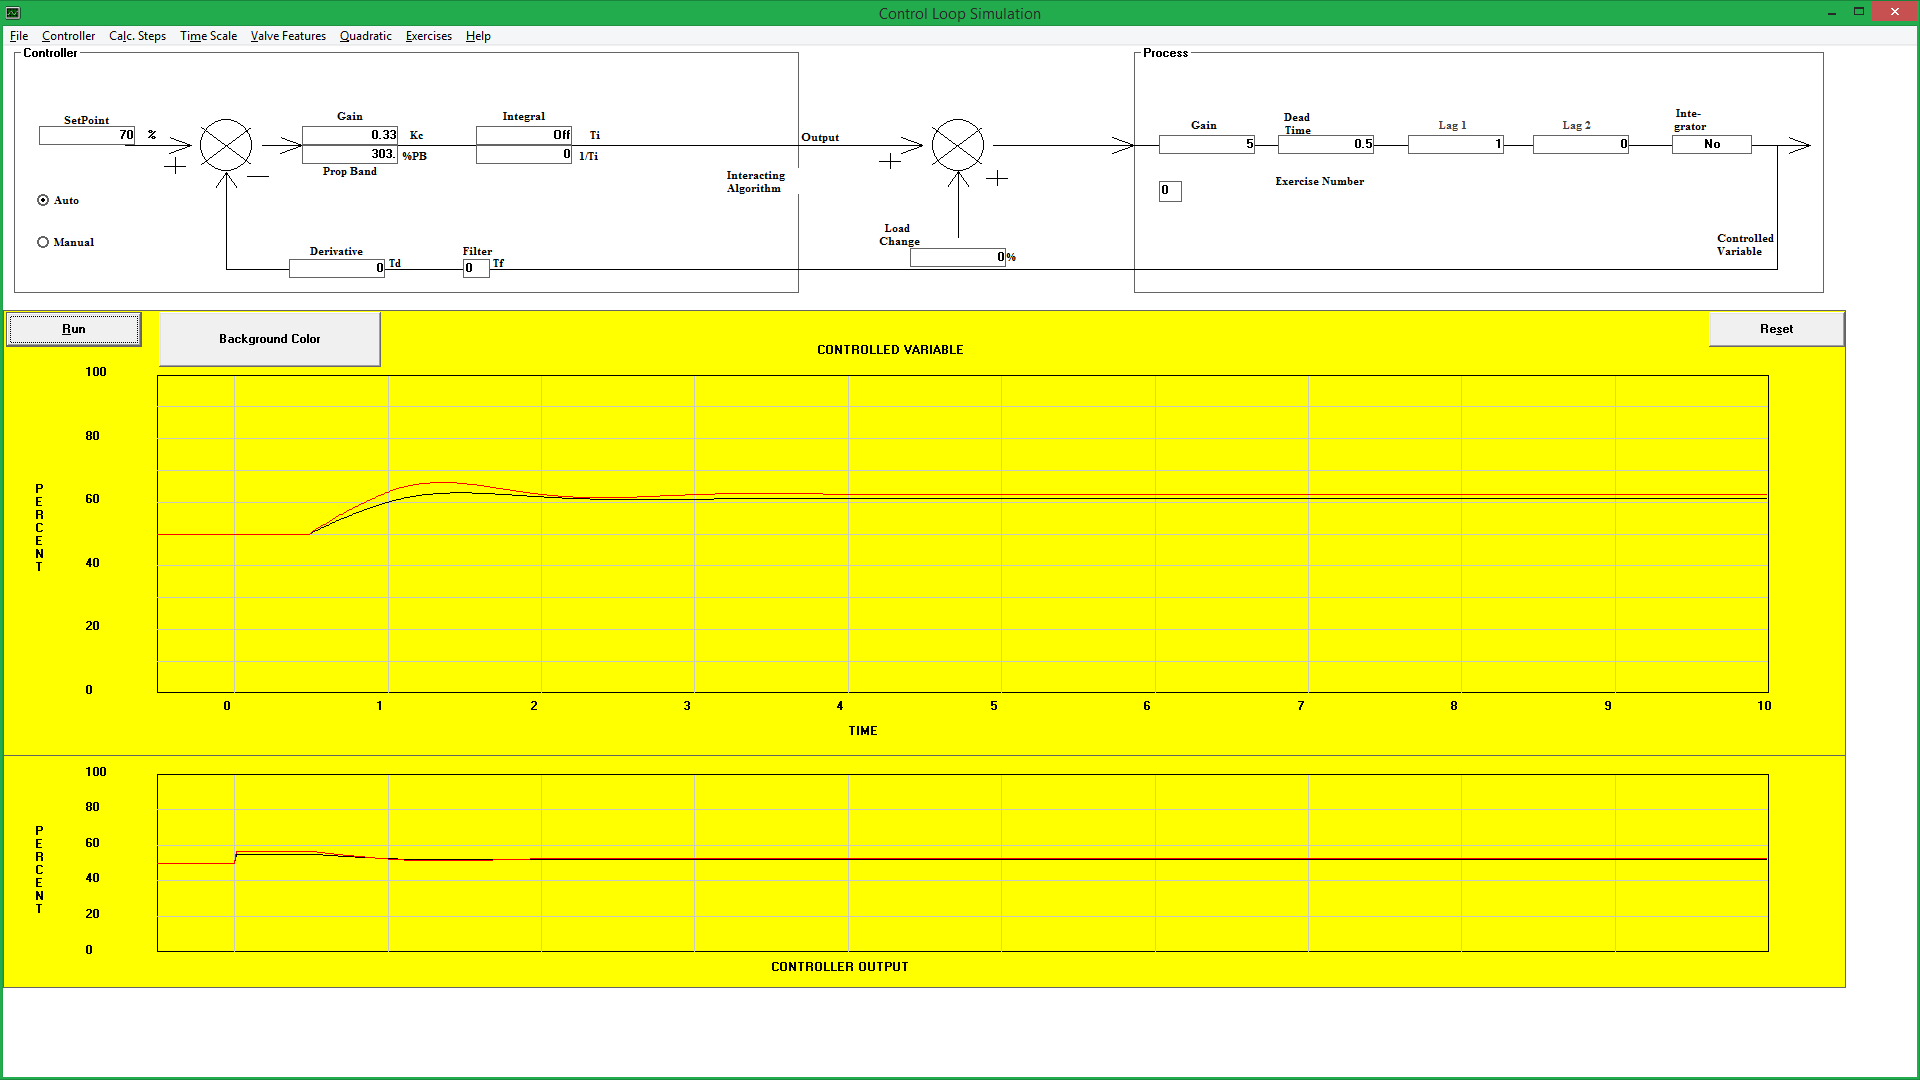 Control Loop Simulation
File Controller Calc. Steps Time Scale Valve Features Quadratic Exercises Help
Controller
SetPoint
70 %
Gain
0.33 Kc
303. %PB
Prop Band
Integral
Off Ti
0 1/Ti
Auto
Manual
Interacting
Algorithm
Derivative
0 Td
Filter
0 Tf
Output
Load
Change
0 %
Process
Gain
5
Dead
Time
0.5
Lag 1
1
Lag 2
0
Inte-
grator
No
0
Exercise Number
Controlled
Variable
Run
Background Color
Reset
CONTROLLED VARIABLE
PERCENT
100
80
60
40
20
0
0 1 2 3 4 5 6 7 8 9 10
TIME
PERCENT
100
80
60
40
20
0
CONTROLLER OUTPUT